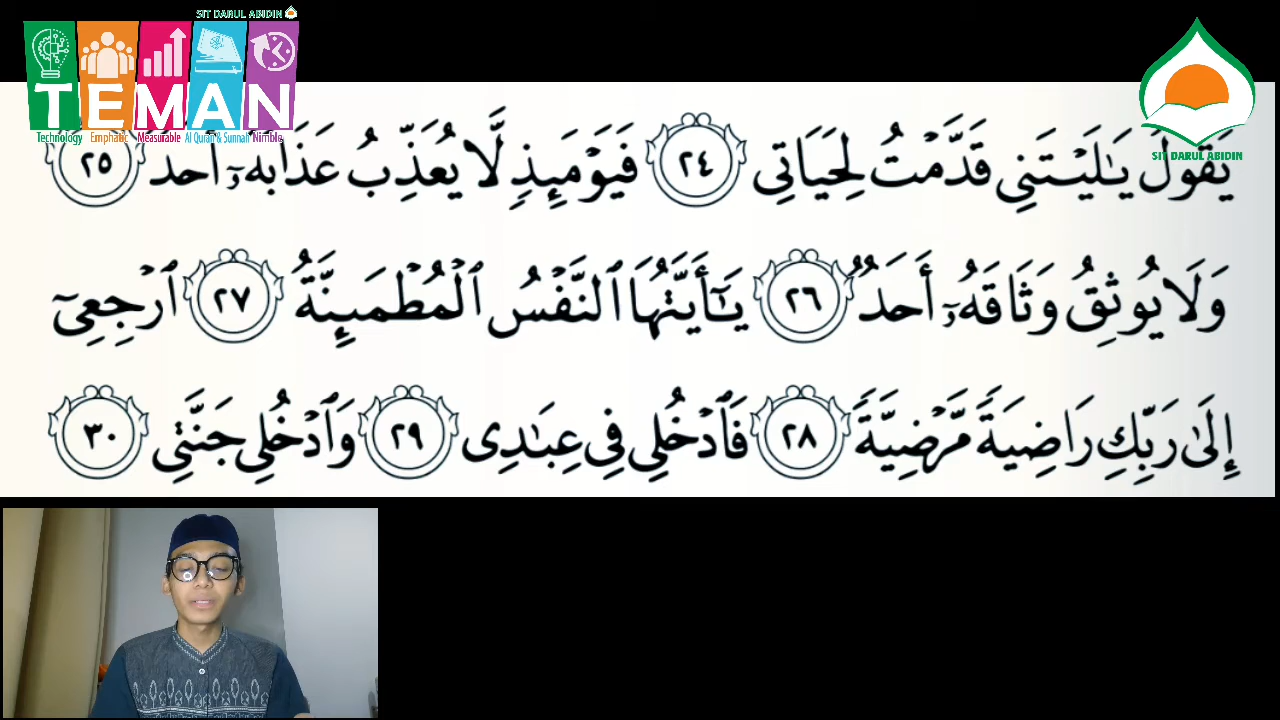 SIT DARUL ABIDIN
TEMAN
Technology Emphatic Measurable Al Quran & Sunnah Nimble
SIT DARUL ABIDIN
يَقُولُ يَٰلَيْتَنِى قَدَّمْتُ لِحَيَاتِى ٢٤ فَيَوْمَئِذٍ لَّا يُعَذِّبُ عَذَابَهُۥٓ أَحَدٌ ٢٥
وَلَا يُوثِقُ وَثَاقَهُۥٓ أَحَدٌ ٢٦ يَٰٓأَيَّتُهَا ٱلنَّفْسُ ٱلْمُطْمَئِنَّةُ ٢٧ ٱرْجِعِىٓ
إِلَىٰ رَبِّكِ رَاضِيَةً مَّرْضِيَّةً ٢٨ فَٱدْخُلِى فِى عِبَٰدِى ٢٩ وَٱدْخُلِى جَنَّتِى ٣٠